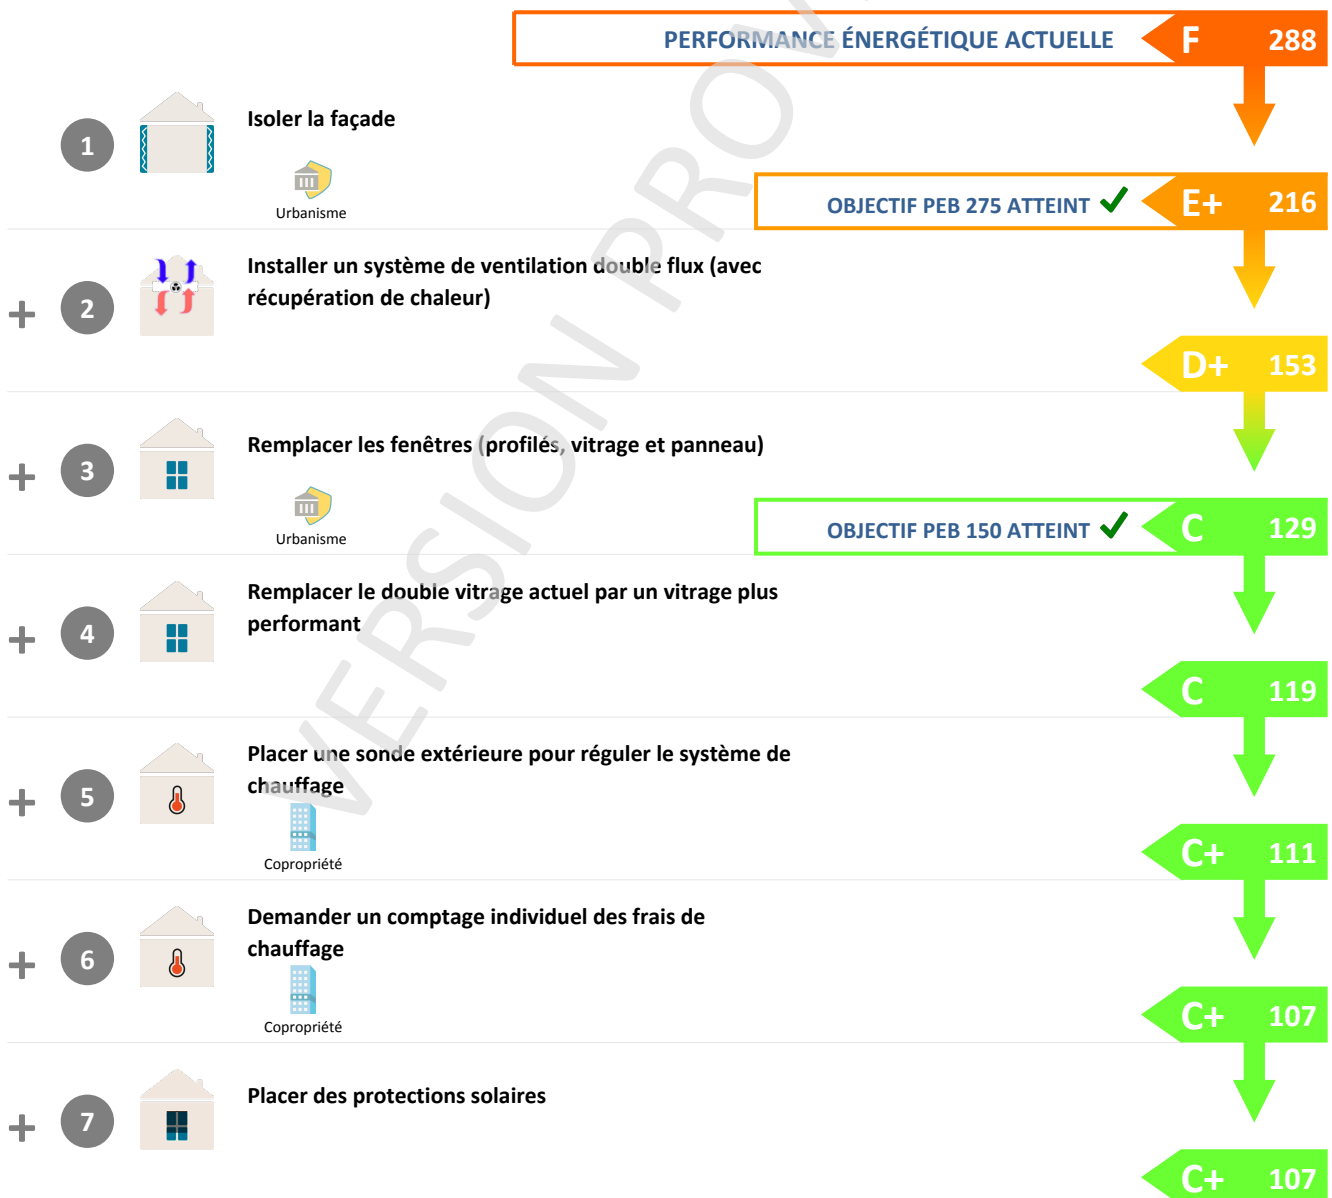 PERFORMANCE ÉNERGÉTIQUE ACTUELLE F 288
1 Isoler la façade
Urbanisme
OBJECTIF PEB 275 ATTEINT E+ 216
+ 2 Installer un système de ventilation double flux (avec
récupération de chaleur)
D+ 153
+ 3 Remplacer les fenêtres (profilés, vitrage et panneau)
Urbanisme
OBJECTIF PEB 150 ATTEINT C 129
+ 4 Remplacer le double vitrage actuel par un vitrage plus
performant
C 119
+ 5 Placer une sonde extérieure pour réguler le système de
chauffage
Copropriété
C+ 111
+ 6 Demander un comptage individuel des frais de
chauffage
Copropriété
C+ 107
+ 7 Placer des protections solaires
C+ 107
VERSION PROV